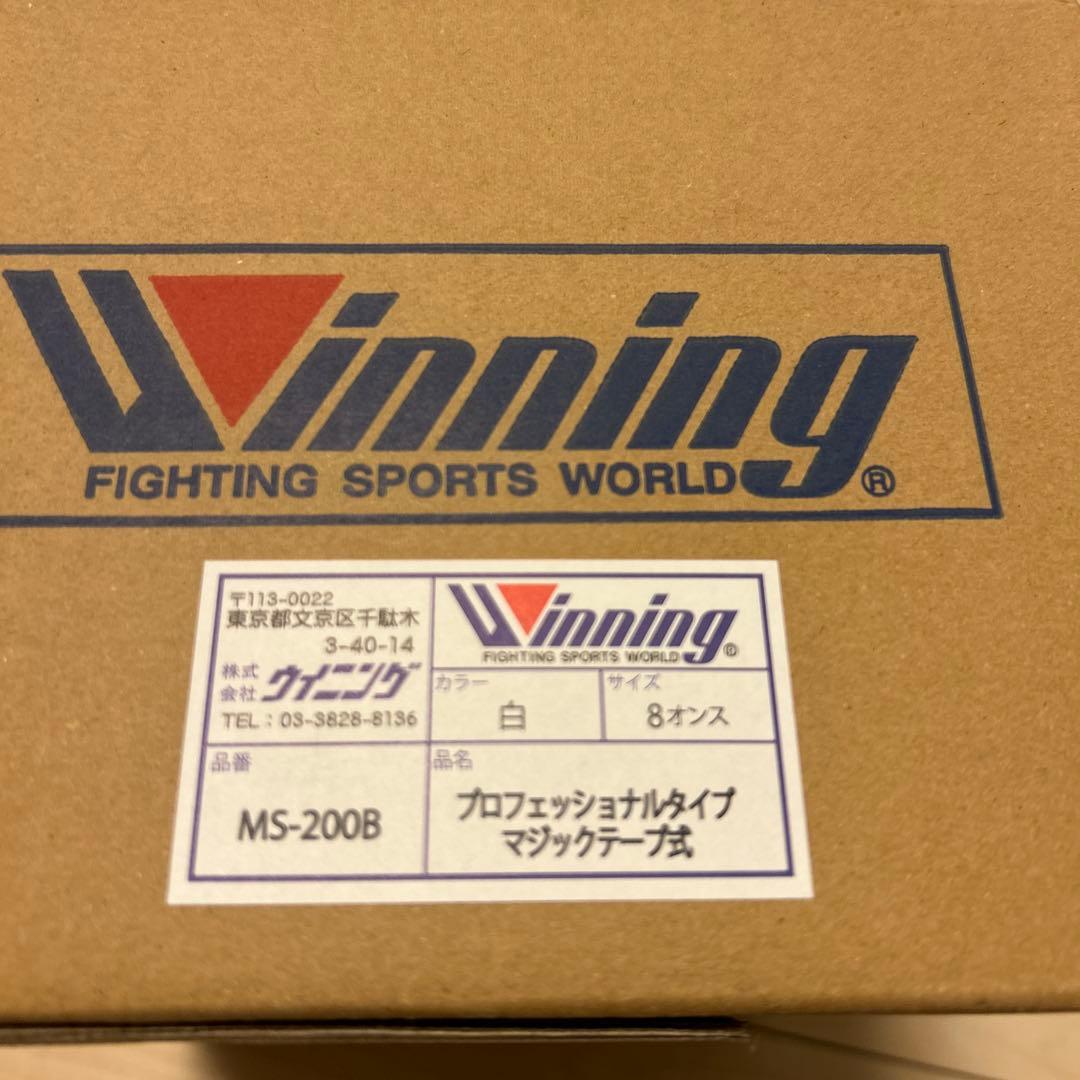 Winning®
FIGHTING SPORTS WORLD
〒113-0022
東京都文京区千駄木
3-40-14
株式会社 ウイニング
TEL：03-3828-8136
Winning®
FIGHTING SPORTS WORLD
カラー
白
サイズ
8オンス
品番
MS-200B
品名
プロフェッショナルタイプ
マジックテープ式